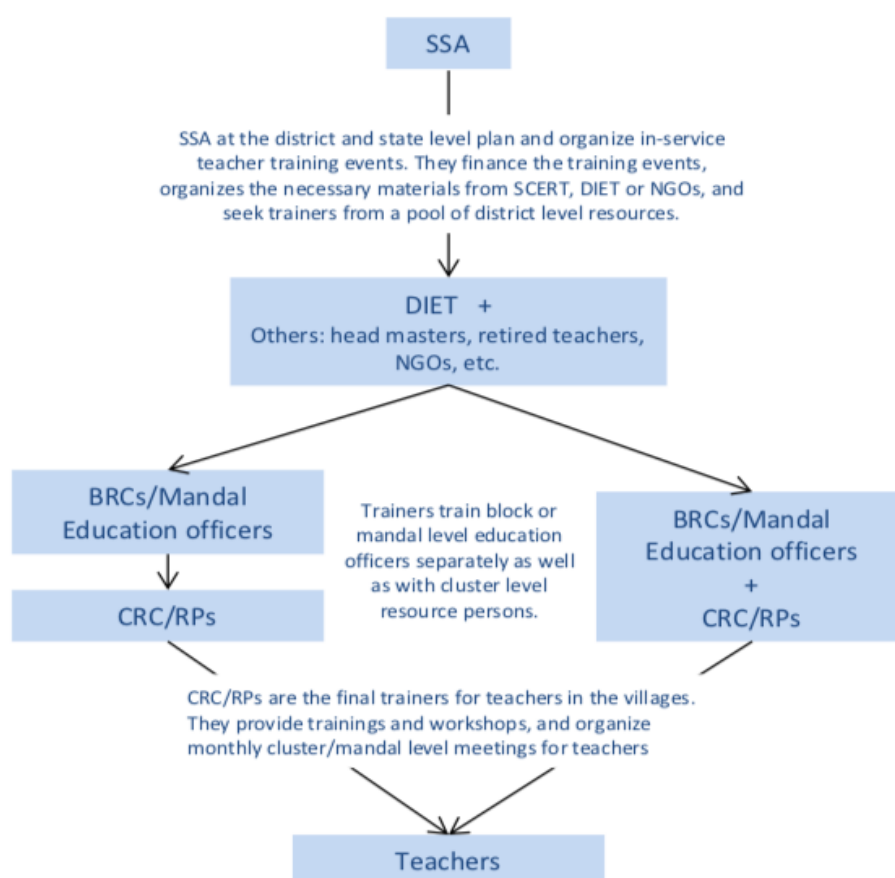 SSA
SSA at the district and state level plan and organize in-service
teacher training events. They finance the training events,
organizes the necessary materials from SCERT, DIET or NGOs, and
seek trainers from a pool of district level resources.
DIET +
Others: head masters, retired teachers,
NGOs, etc.
BRCs/Mandal
Education officers
CRC/RPs
Trainers train block or
mandal level education
officers separately as well
as with cluster level
resource persons.
BRCs/Mandal
Education officers
+
CRC/RPs
CRC/RPs are the final trainers for teachers in the villages.
They provide trainings and workshops, and organize
monthly cluster/mandal level meetings for teachers
Teachers